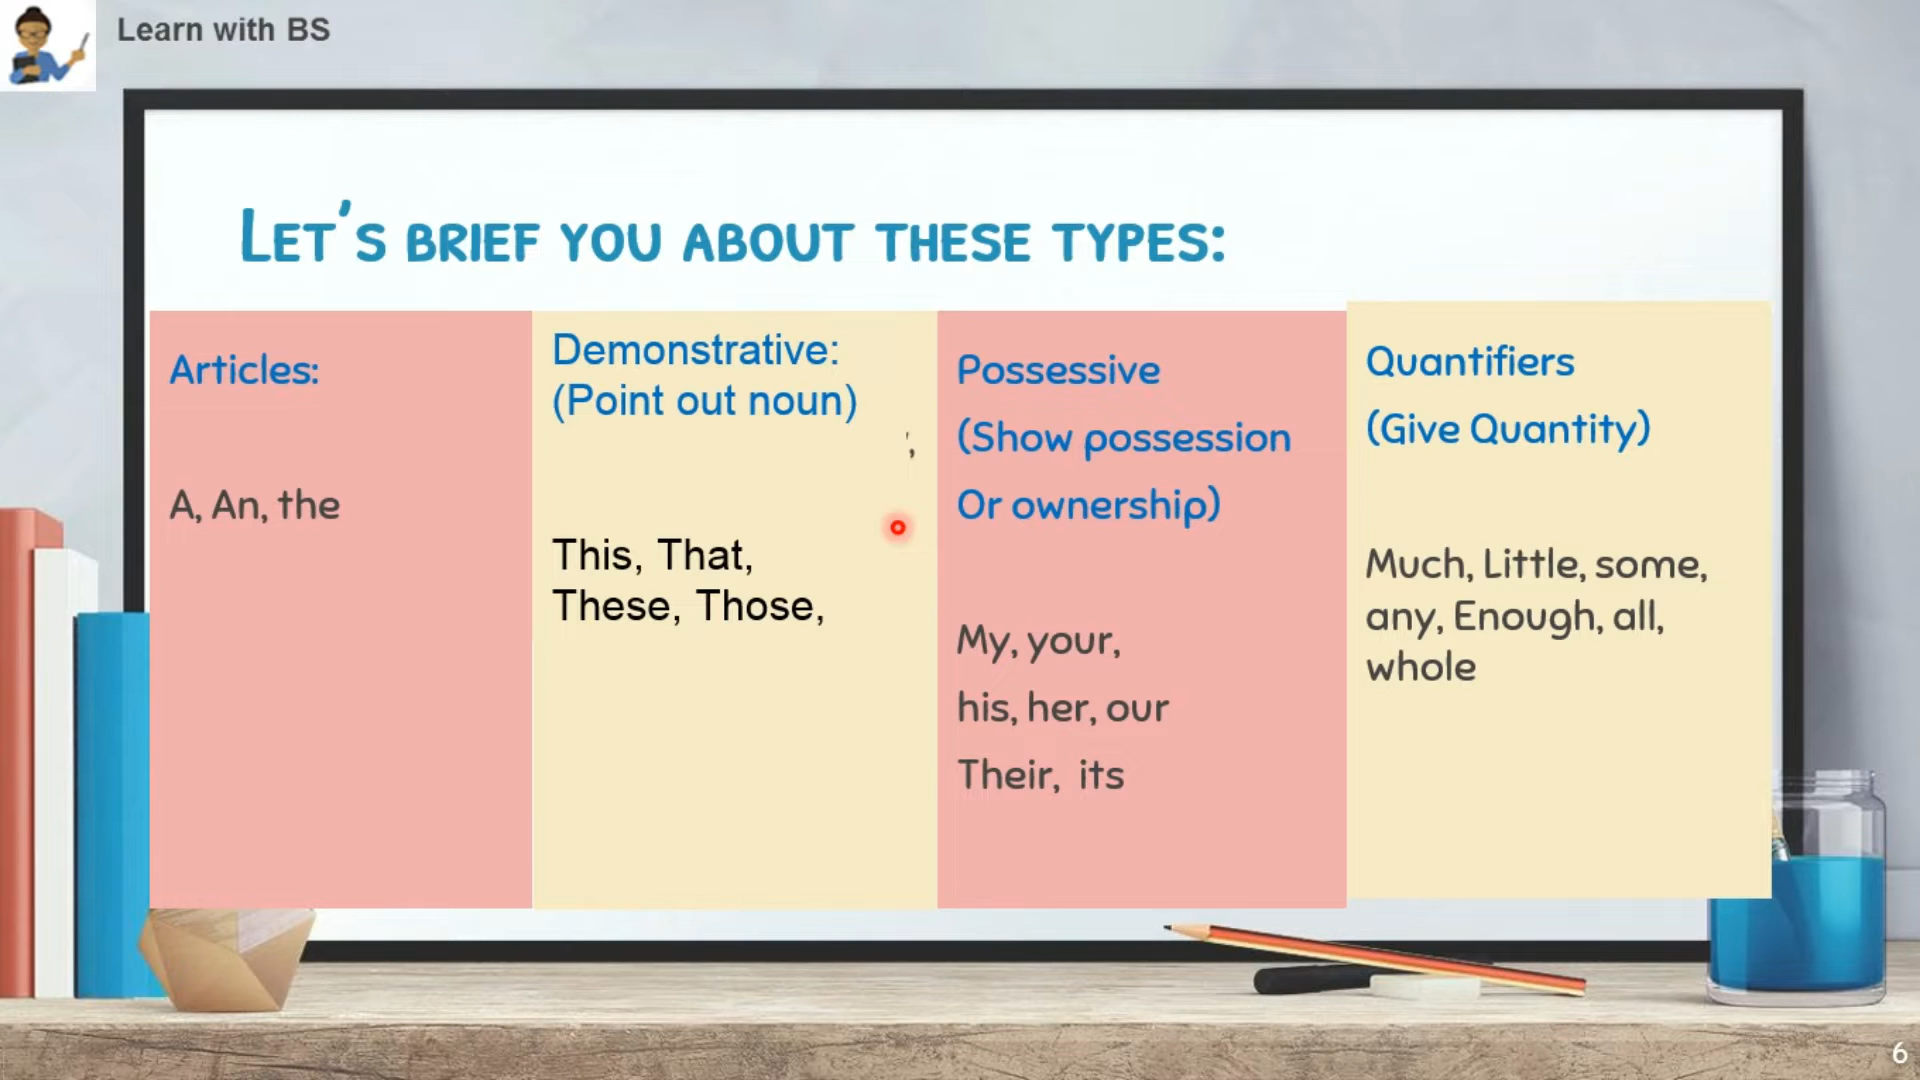 Learn with BS
Let's brief you about these types:
Articles:
A, An, the
Demonstrative:
(Point out noun)
',
This, That,
These, Those,
Possessive
(Show possession
Or ownership)
My, your,
his, her, our
Their, its
Quantifiers
(Give Quantity)
Much, Little, some,
any, Enough, all,
whole
6